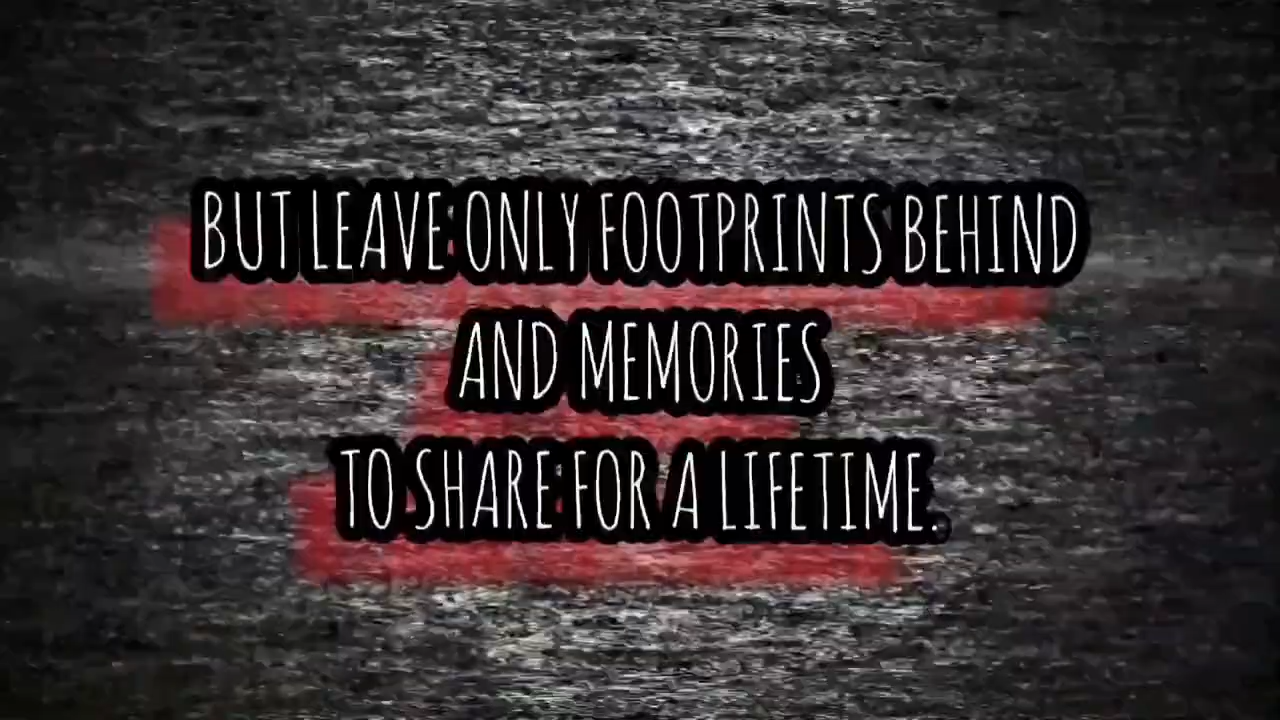 BUT LEAVE ONLY FOOTPRINTS BEHIND
AND MEMORIES
TO SHARE FOR A LIFETIME.